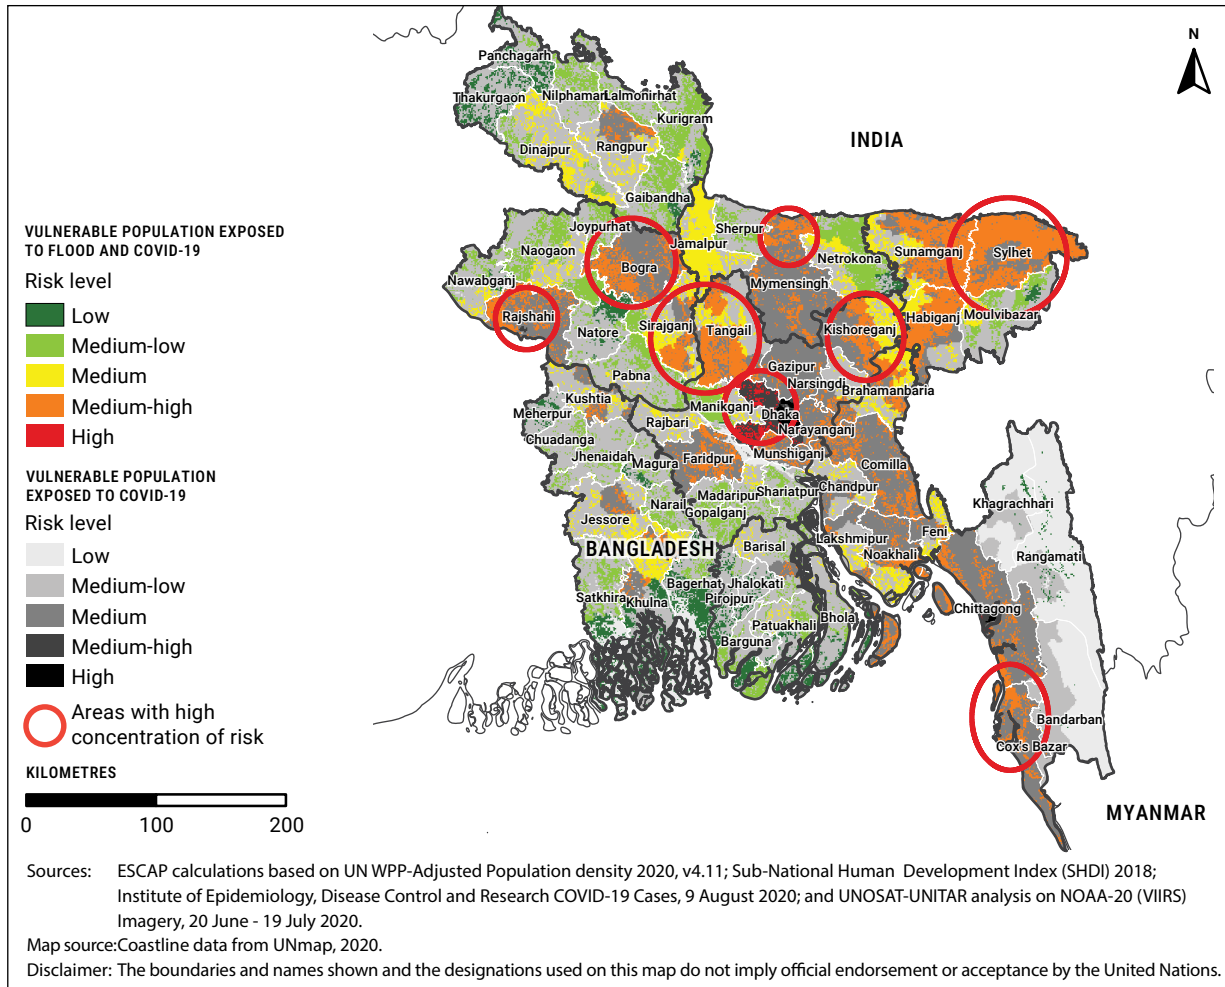 N
Panchagarh
Thakurgaon
Nilphamari
Lalmonirhat
Kurigram
Dinajpur
Rangpur
Gaibandha
INDIA
Joypurhat
Naogaon
Bogra
Jamalpur
Sherpur
Netrokona
Sunamganj
Sylhet
Mymensingh
Nawabganj
Rajshahi
Natore
Sirajganj
Tangail
Kishoreganj
Habiganj
Moulvibazar
Pabna
Gazipur
Narsingdi
Brahamanbaria
Kushtia
Meherpur
Chuadanga
Rajbari
Manikganj
Dhaka
Narayanganj
Munshiganj
Comilla
Jhenaidah
Magura
Faridpur
Madaripur
Shariatpur
Chandpur
Narail
Gopalganj
Jessore
BANGLADESH
Barisal
Lakshmipur
Noakhali
Feni
Khagrachhari
Rangamati
Satkhira
Khulna
Bagerhat
Jhalokati
Pirojpur
Patuakhali
Bhola
Barguna
Chittagong
Bandarban
Cox's Bazar
MYANMAR
VULNERABLE POPULATION EXPOSED
TO FLOOD AND COVID-19
Risk level
Low
Medium-low
Medium
Medium-high
High
VULNERABLE POPULATION
EXPOSED TO COVID-19
Risk level
Low
Medium-low
Medium
Medium-high
High
Areas with high
concentration of risk
KILOMETRES
0 100 200
Sources: ESCAP calculations based on UN WPP-Adjusted Population density 2020, v4.11; Sub-National Human Development Index (SHDI) 2018;
Institute of Epidemiology, Disease Control and Research COVID-19 Cases, 9 August 2020; and UNOSAT-UNITAR analysis on NOAA-20 (VIIRS)
Imagery, 20 June - 19 July 2020.
Map source:Coastline data from UNmap, 2020.
Disclaimer: The boundaries and names shown and the designations used on this map do not imply official endorsement or acceptance by the United Nations.